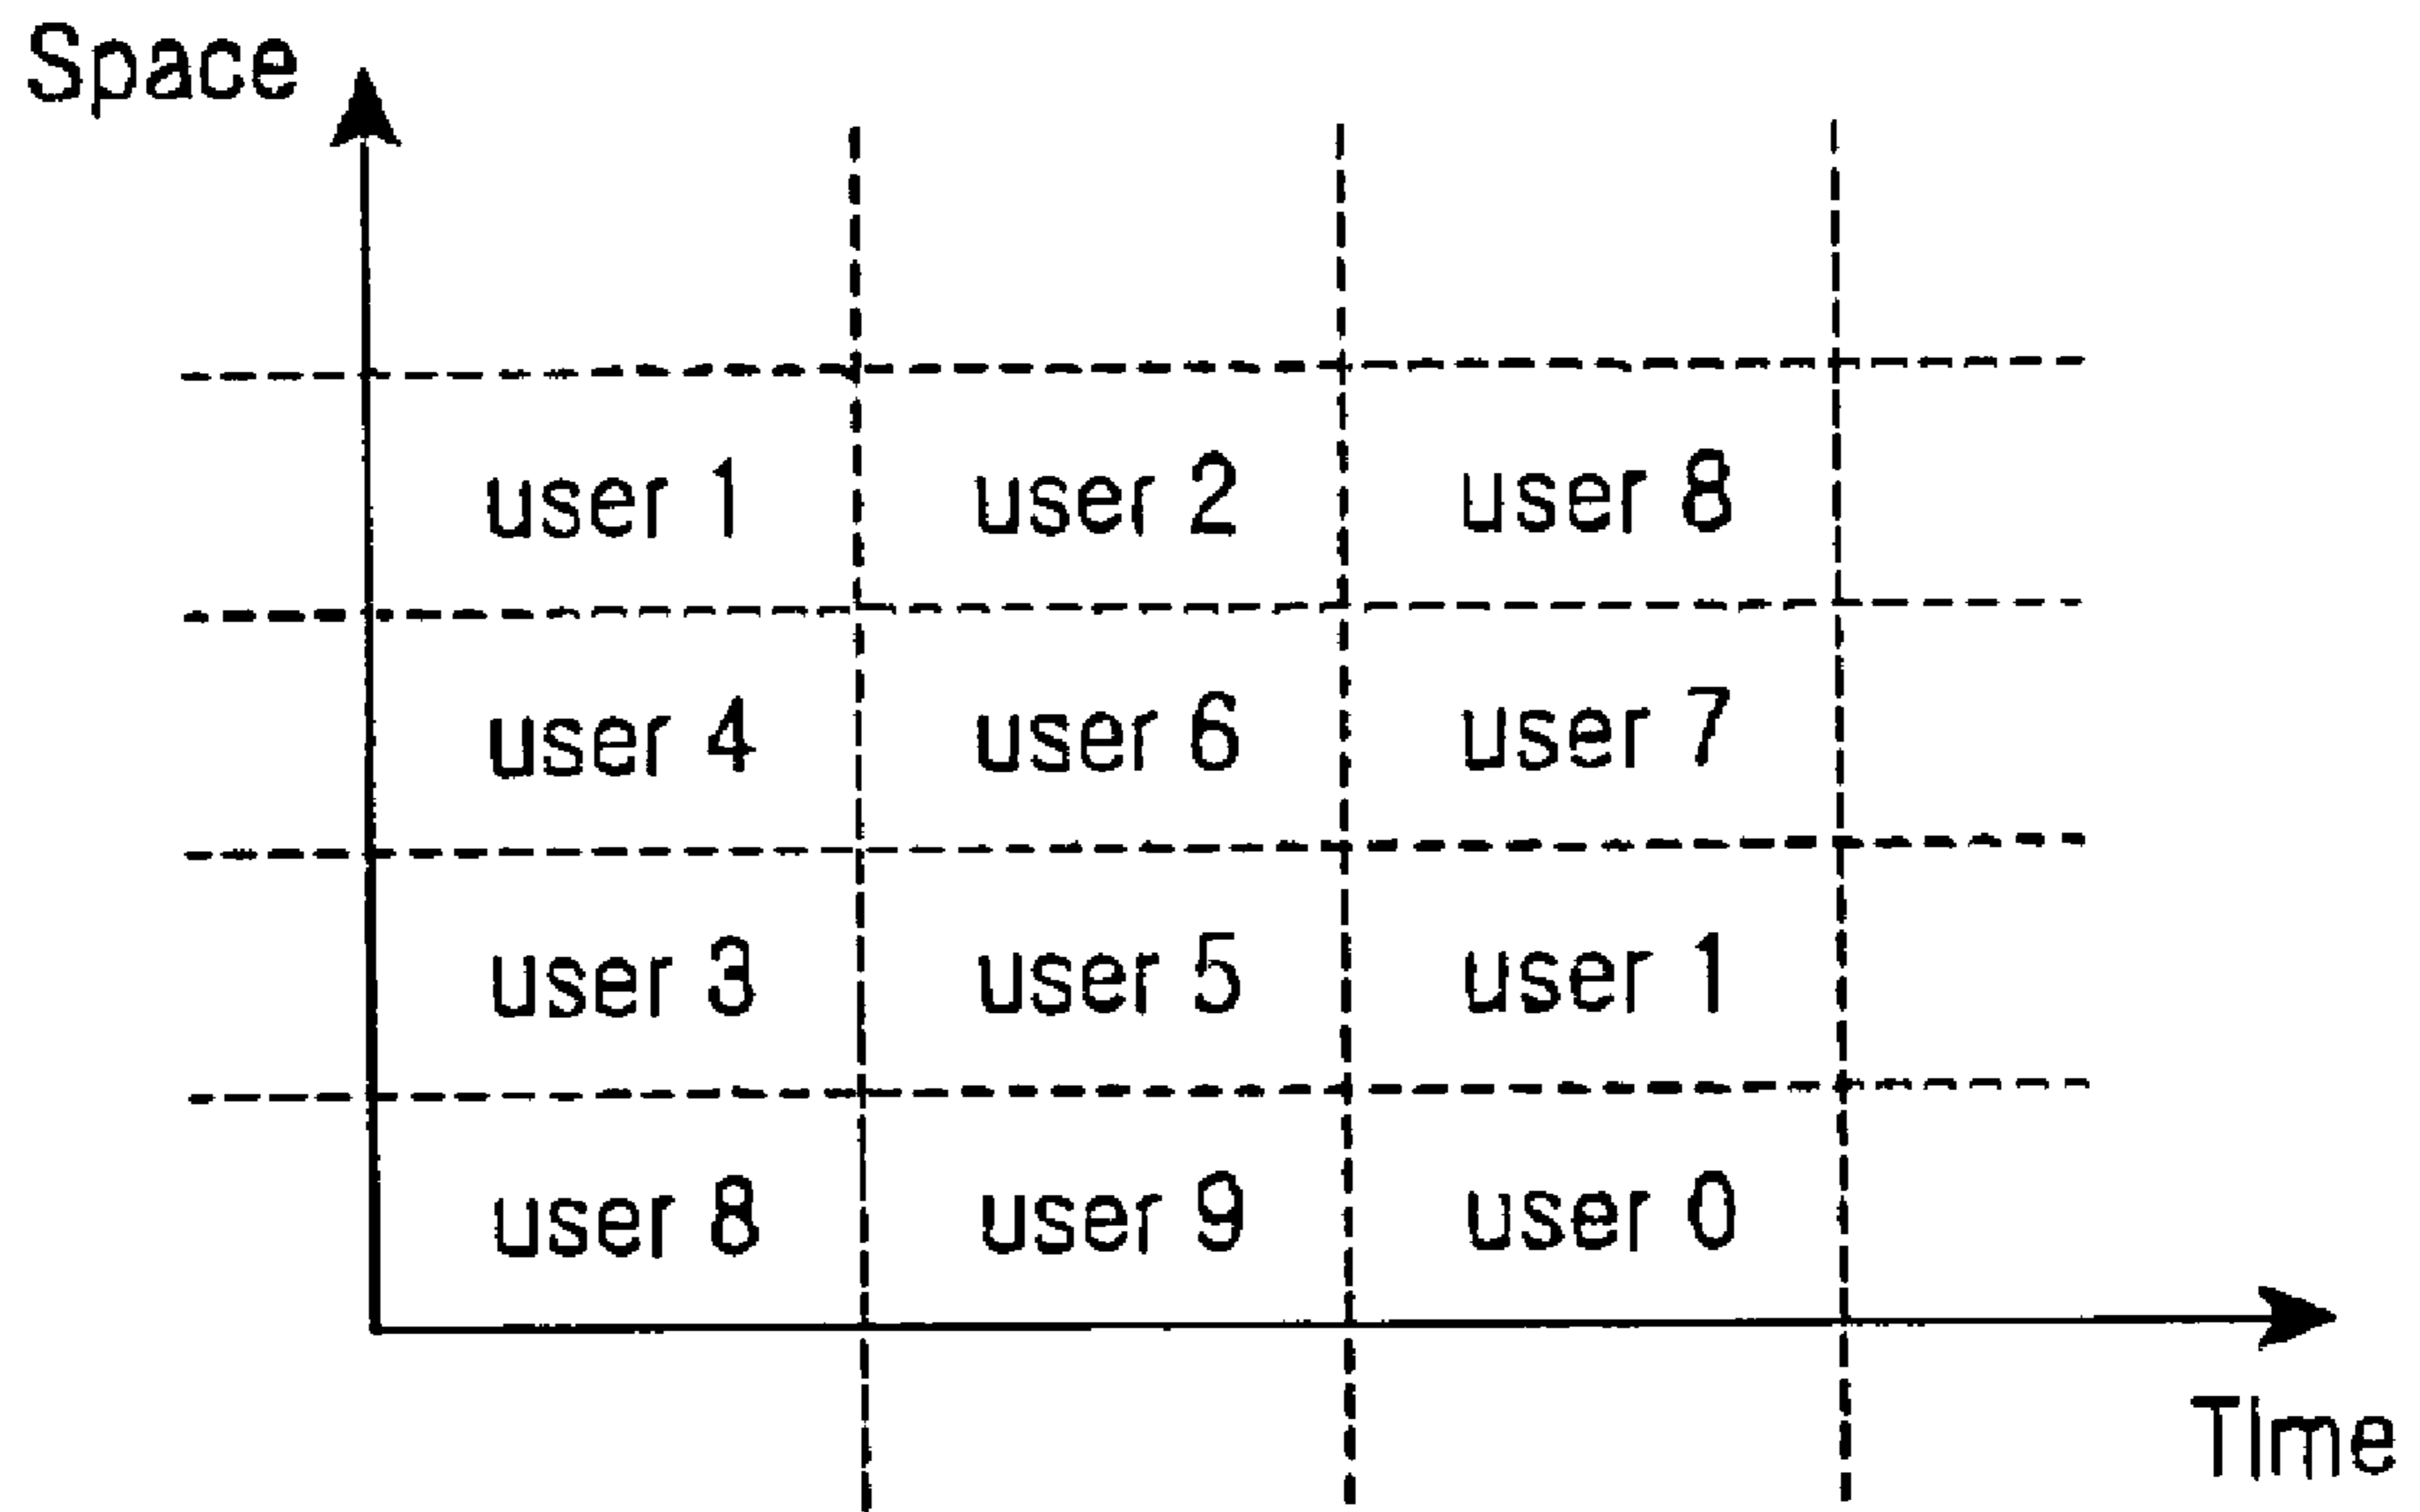 Space
user 1 user 2 user 8
user 4 user 6 user 7
user 3 user 5 user 1
user 8 user 9 user 0
Time